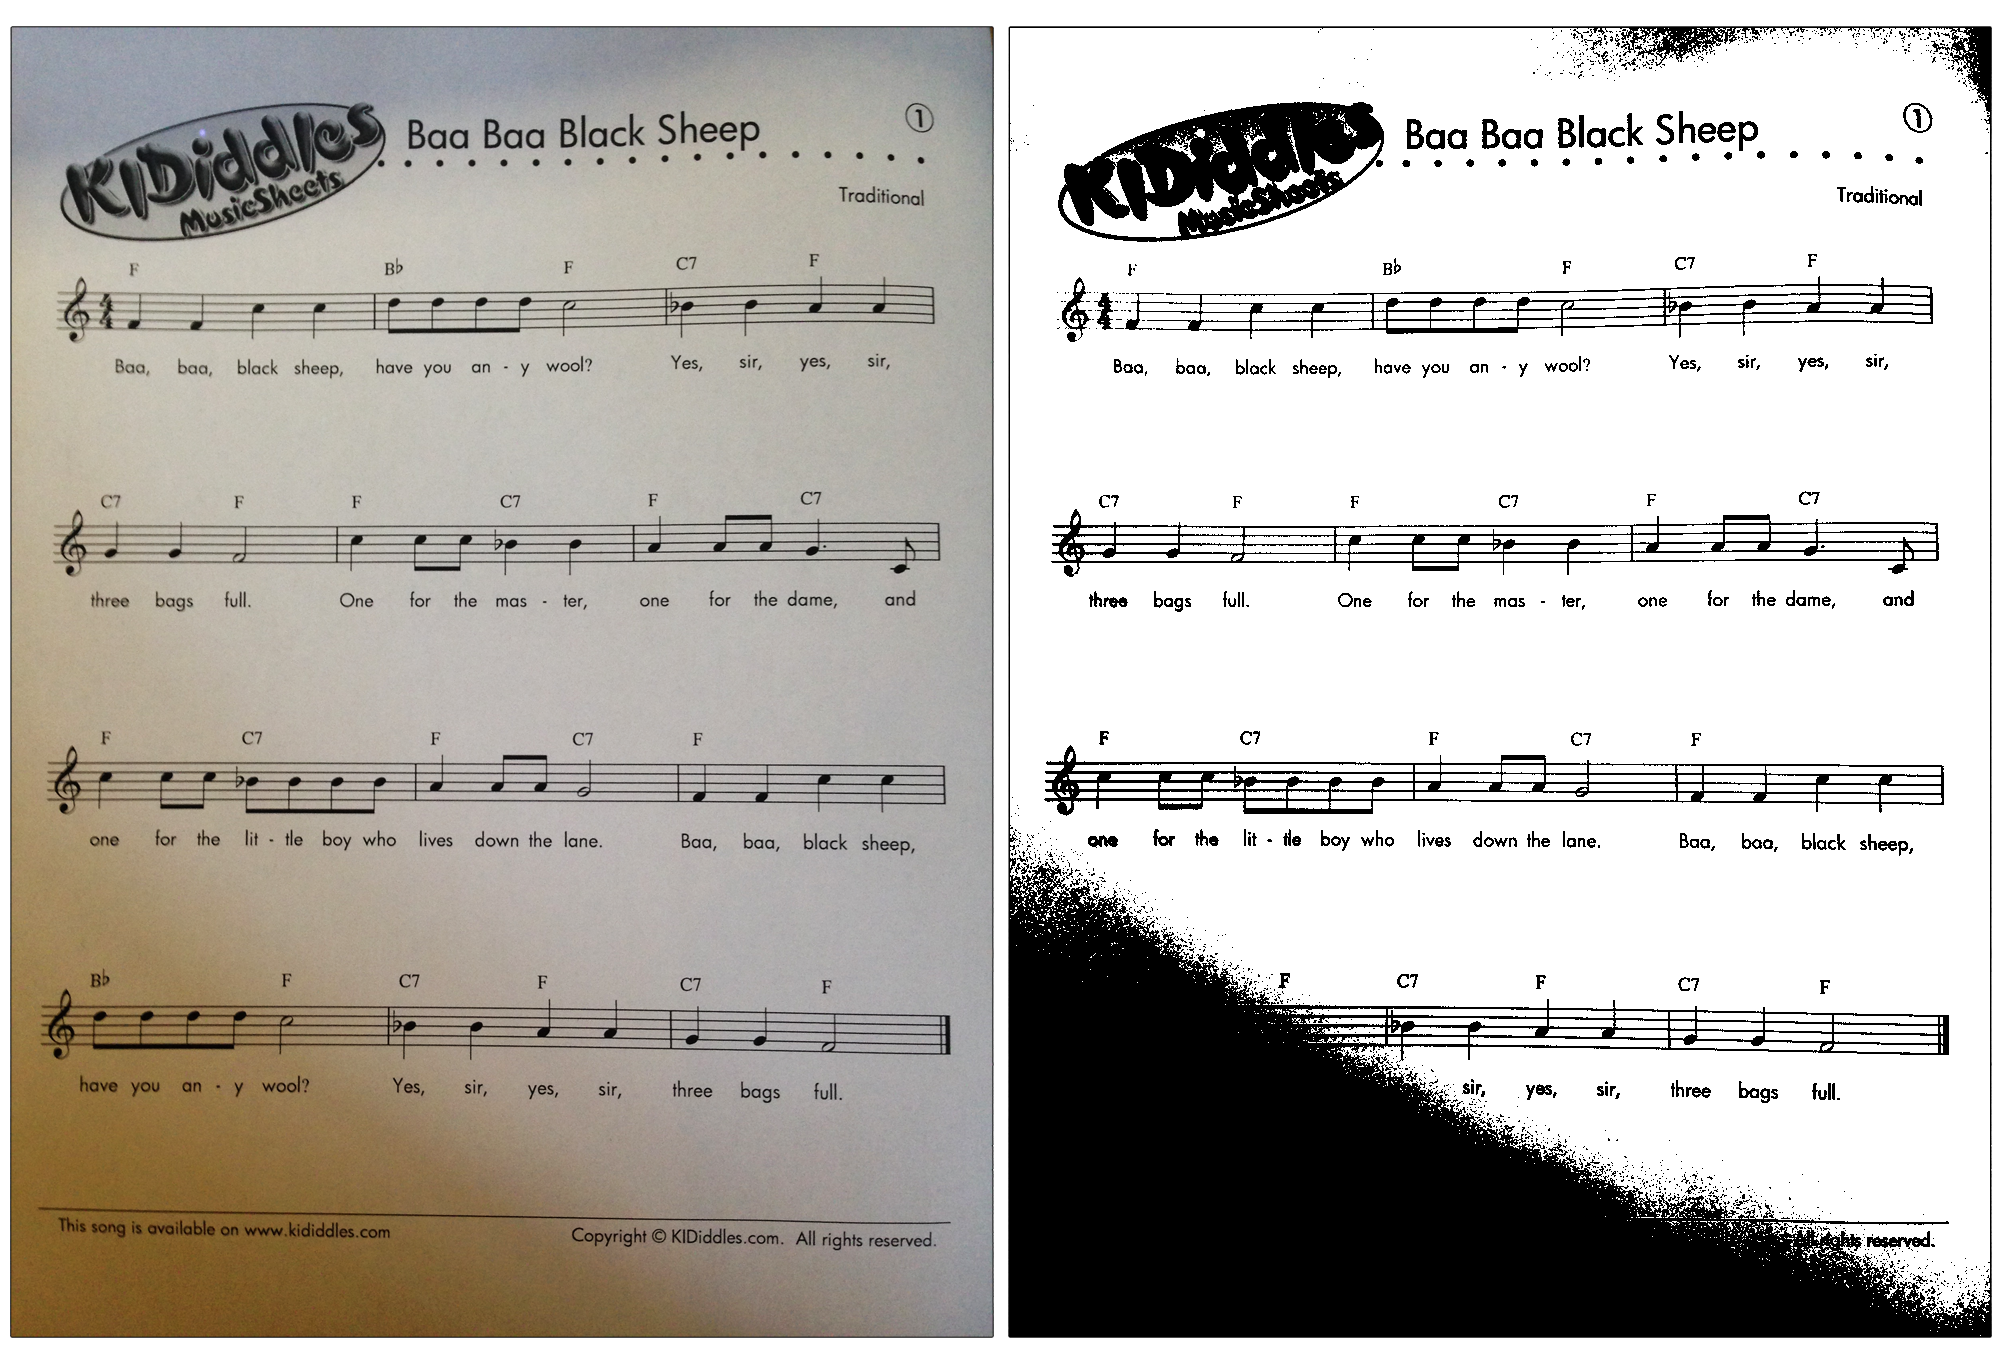 KIDiddles
MusicSheets
Baa Baa Black Sheep
1
Traditional
F Bb F C7 F
Baa, baa, black sheep, have you an - y wool? Yes, sir, yes, sir,
C7 F F C7 F C7
three bags full. One for the mas - ter, one for the dame, and
F C7 F C7 F
one for the lit - tle boy who lives down the lane. Baa, baa, black sheep,
B♭ F C7 F C7 F
have you an - y wool? Yes, sir, yes, sir, three bags full.
This song is available on www.kididdles.com
Copyright © KIDiddles.com. All rights reserved.
KIDiddles
MusicSheets
Baa Baa Black Sheep
1
Traditional
F B♭ F C7 F
Baa, baa, black sheep, have you an - y wool? Yes, sir, yes, sir,
C7 F F C7 F C7
three bags full. One for the mas - ter, one for the dame, and
F C7 F C7 F
one for the lit - tle boy who lives down the lane. Baa, baa, black sheep,
F C7 F C7 F
sir, yes, sir, three bags full.
All rights reserved.